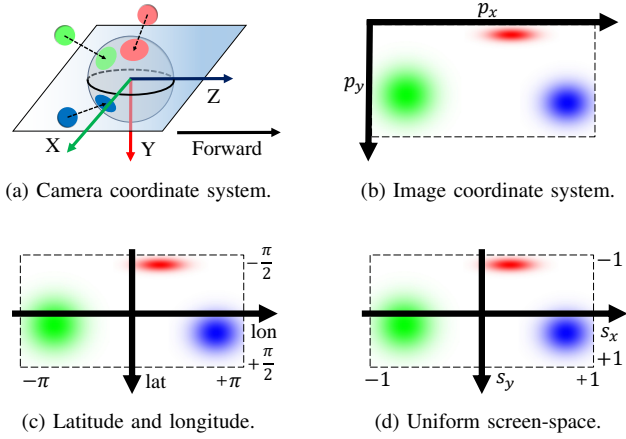 Z
X
Y
Forward
(a) Camera coordinate system.
p_x
p_y
(b) Image coordinate system.
−π/2
lon
+π/2
−π
lat
+π
(c) Latitude and longitude.
−1
s_x
+1
−1
s_y
+1
(d) Uniform screen-space.